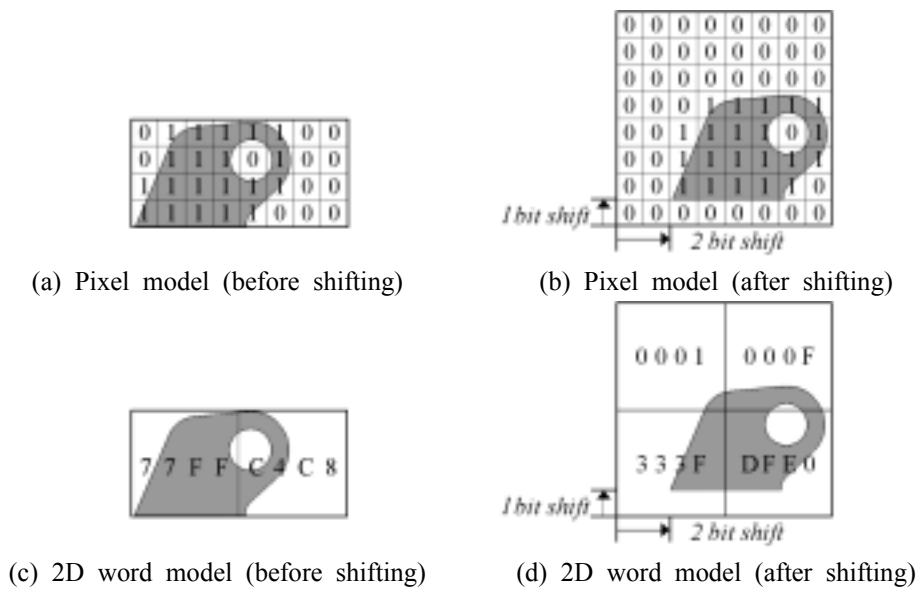 0 1 1 1 1 1 0 0
0 1 1 1 0 1 0 0
1 1 1 1 1 1 0 0
1 1 1 1 1 0 0 0
(a) Pixel model (before shifting)
0 0 0 0 0 0 0 0
0 0 0 0 0 0 0 0
0 0 0 0 0 0 0 0
0 0 0 1 1 1 1 1
0 0 1 1 1 1 0 1
0 0 1 1 1 1 1 1
0 0 1 1 1 1 1 0
0 0 0 0 0 0 0 0
1 bit shift
2 bit shift
(b) Pixel model (after shifting)
7 7 F F C 4 C 8
(c) 2D word model (before shifting)
0 0 0 1 0 0 0 F
3 3 3 F D F E 0
1 bit shift
2 bit shift
(d) 2D word model (after shifting)